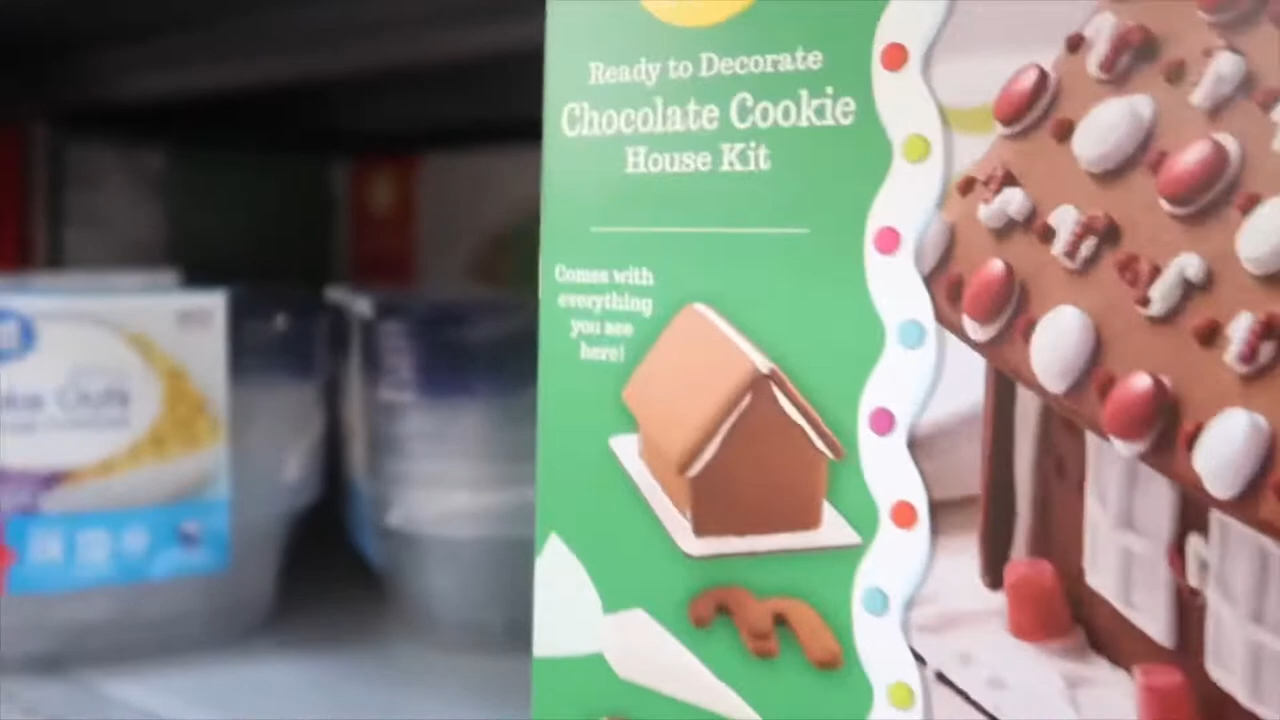 Ready to Decorate
Chocolate Cookie
House Kit
Comes with
everything
you see
here!